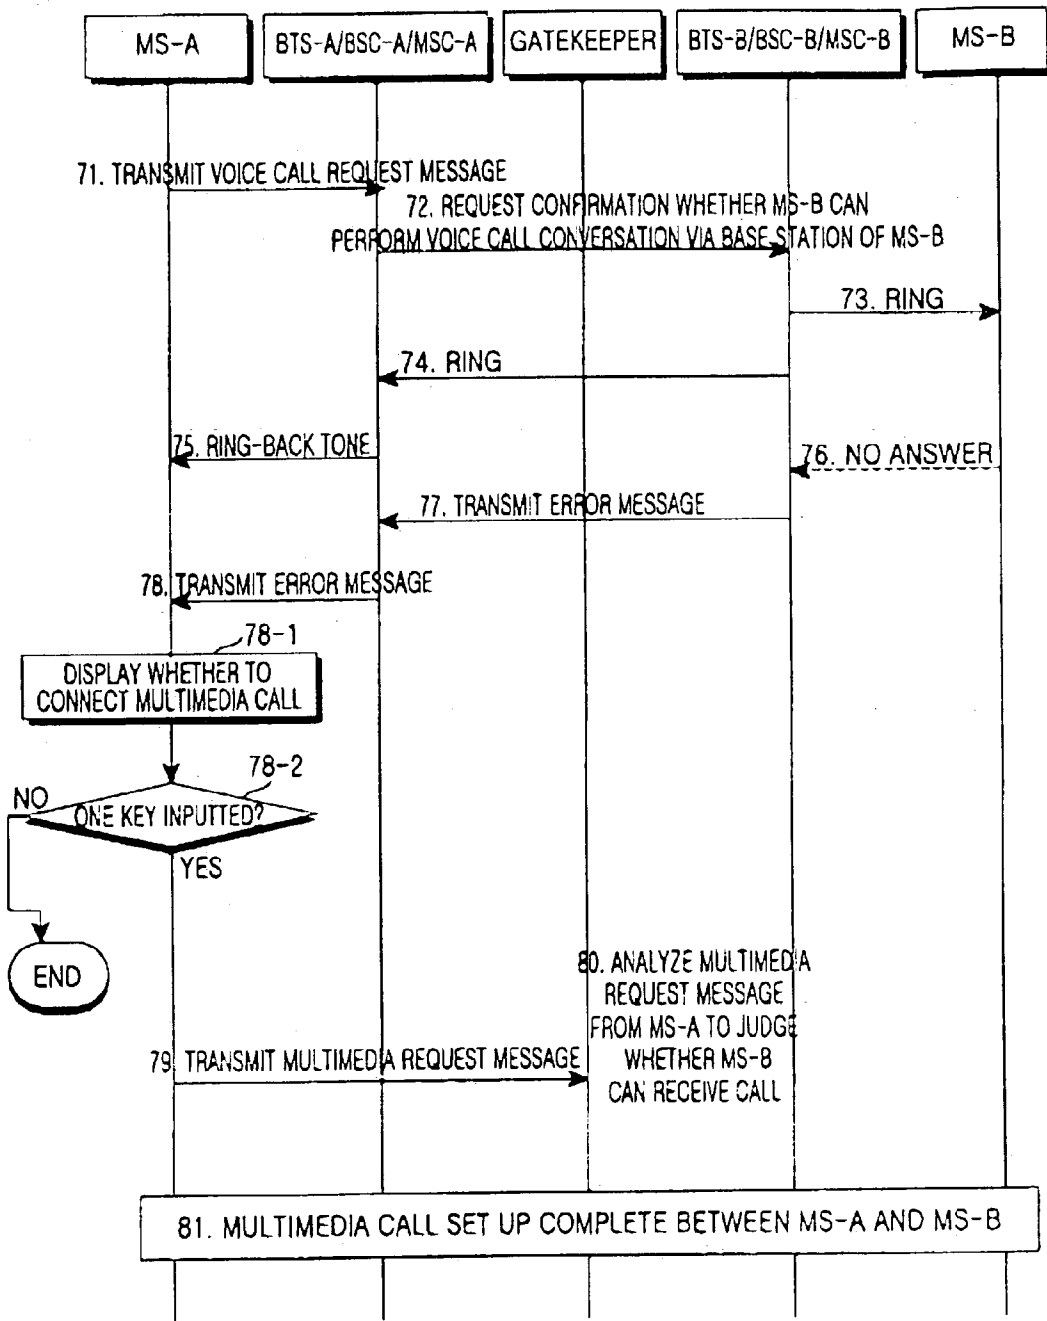 MS-A
BTS-A/BSC-A/MSC-A
GATEKEEPER
BTS-B/BSC-B/MSC-B
MS-B
71. TRANSMIT VOICE CALL REQUEST MESSAGE
72. REQUEST CONFIRMATION WHETHER MS-B CAN
PERFORM VOICE CALL CONVERSATION VIA BASE STATION OF MS-B
73. RING
74. RING
75. RING-BACK TONE
76. NO ANSWER
77. TRANSMIT ERROR MESSAGE
78. TRANSMIT ERROR MESSAGE
78-1
DISPLAY WHETHER TO
CONNECT MULTIMEDIA CALL
78-2
NO
ONE KEY INPUTTED?
YES
END
80. ANALYZE MULTIMEDIA
REQUEST MESSAGE
FROM MS-A TO JUDGE
WHETHER MS-B
CAN RECEIVE CALL
79. TRANSMIT MULTIMEDIA REQUEST MESSAGE
81. MULTIMEDIA CALL SET UP COMPLETE BETWEEN MS-A AND MS-B